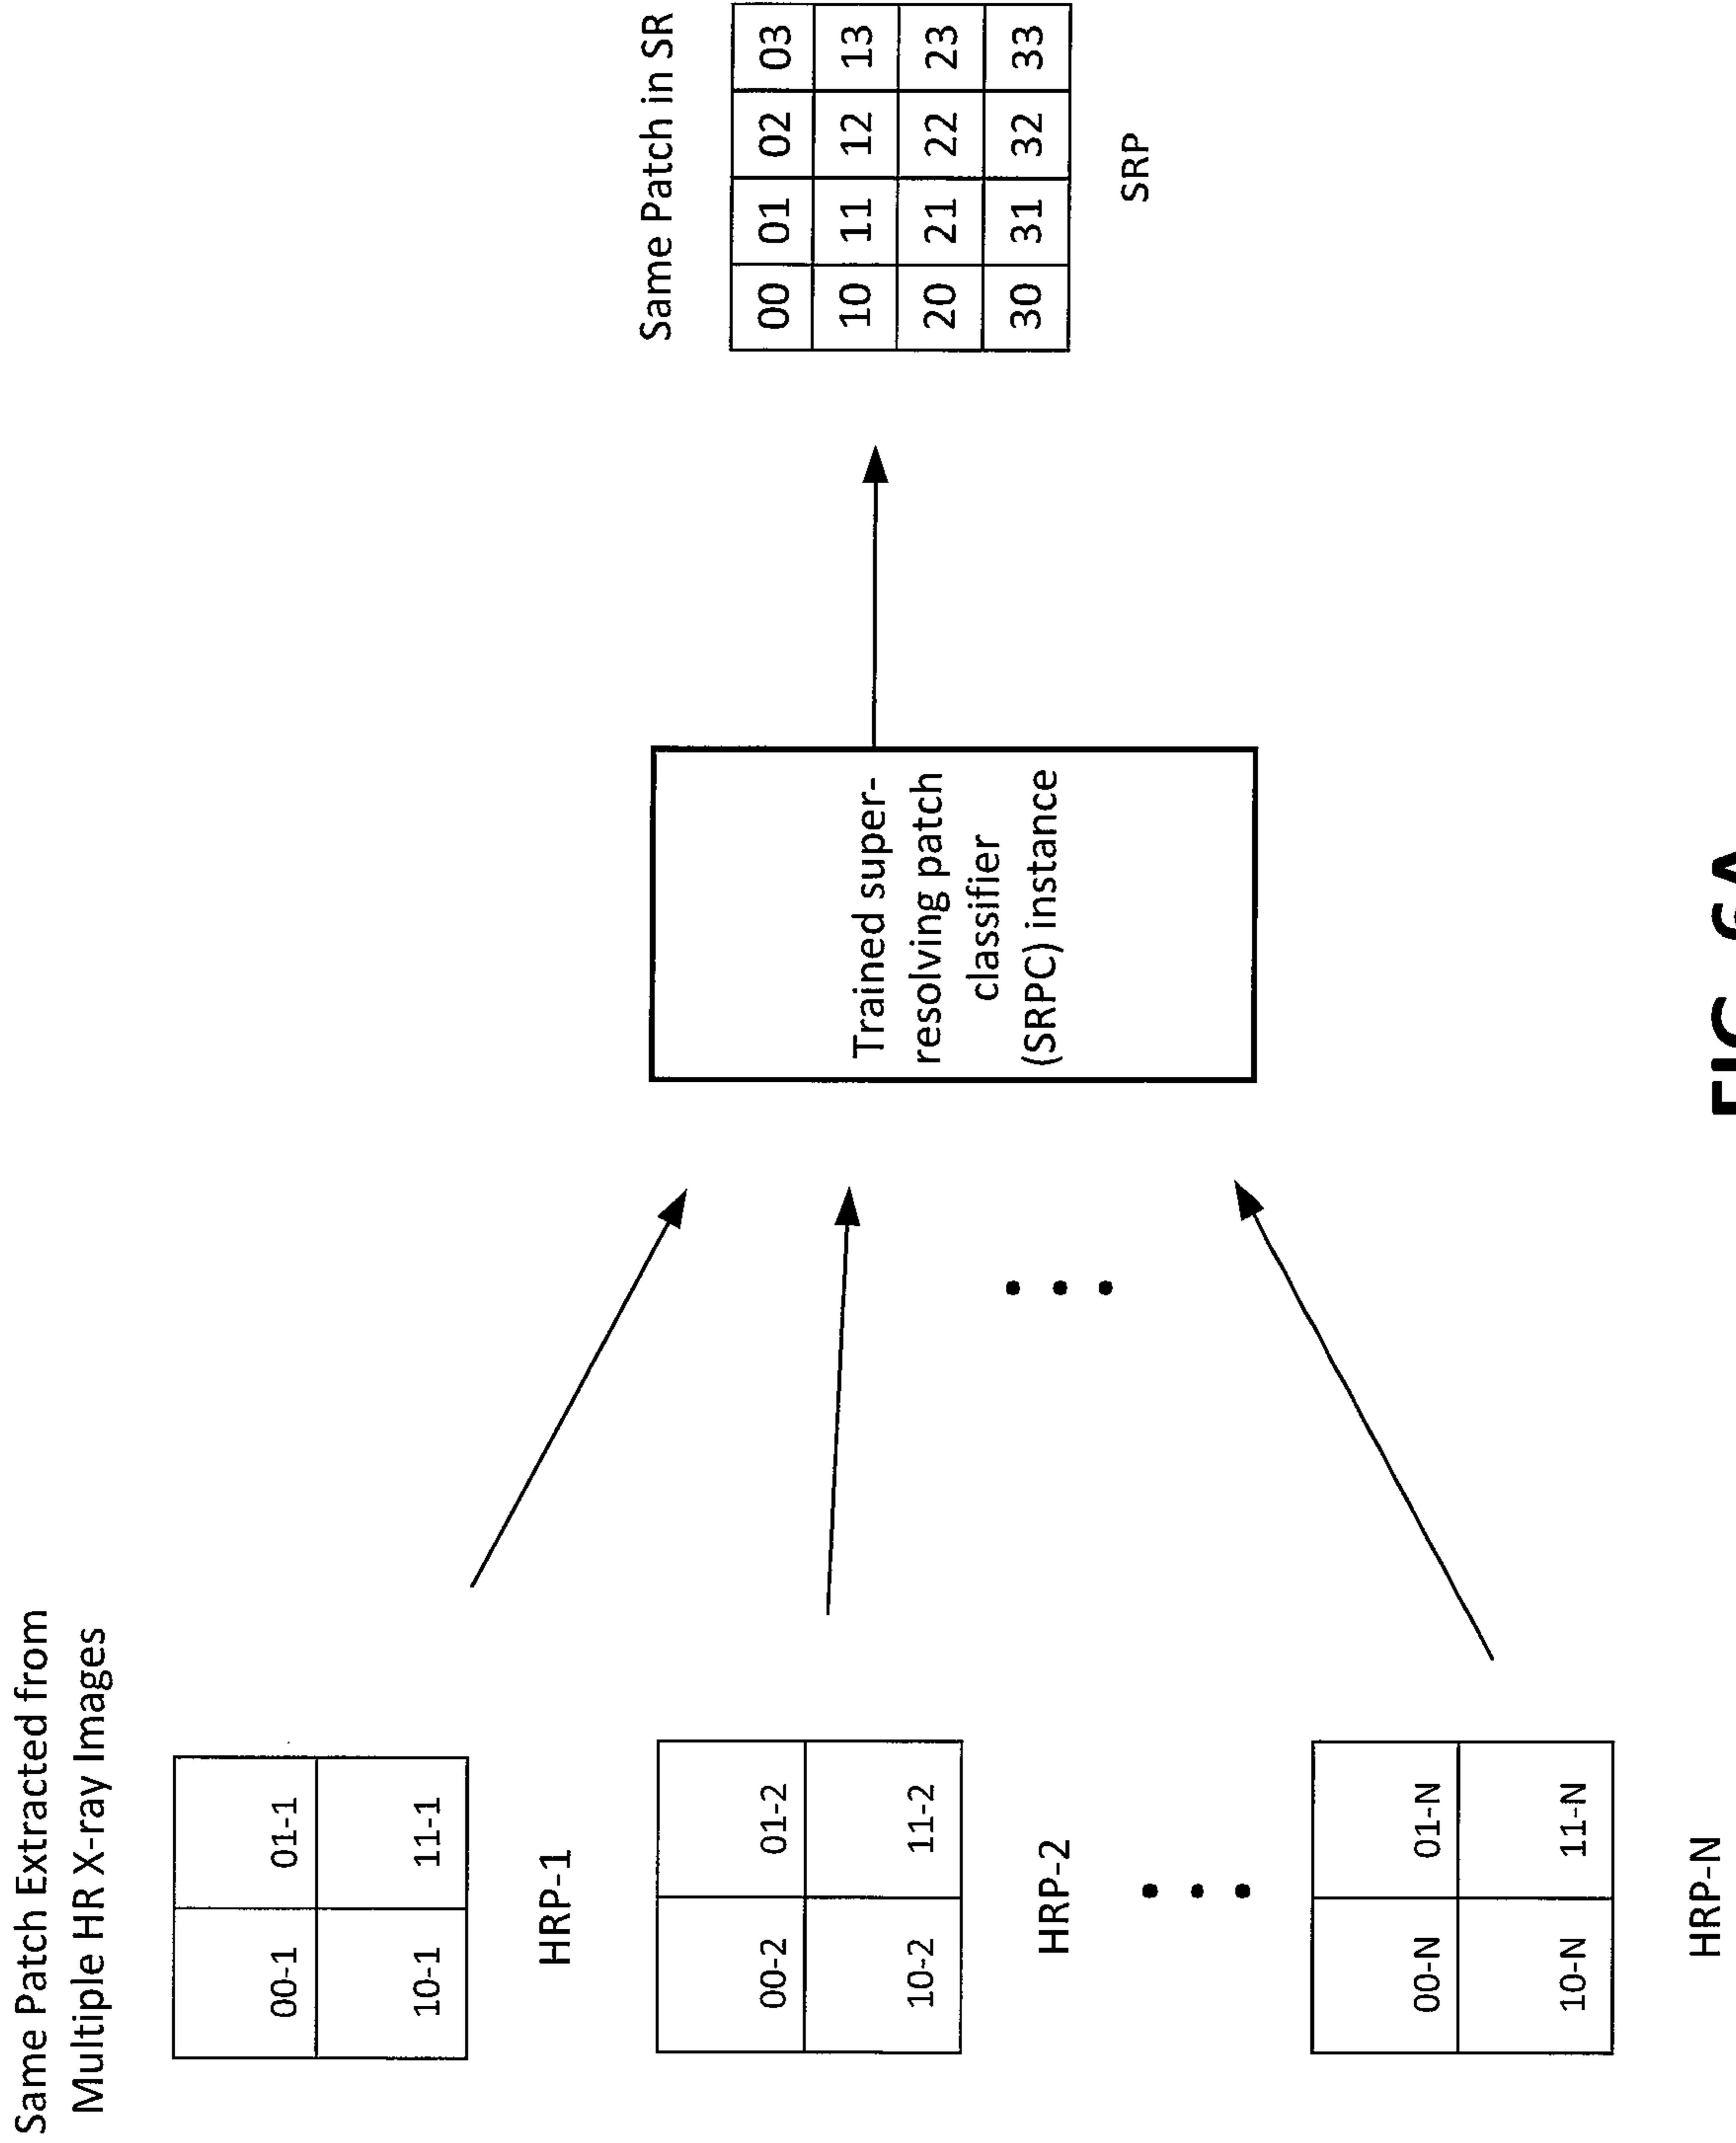 Same Patch Extracted from
Multiple HR X-ray Images
00-1 01-1
10-1 11-1
HRP-1
00-2 01-2
10-2 11-2
HRP-2
00-N 01-N
10-N 11-N
HRP-N
Trained super-
resolving patch
classifier
(SRPC) instance
Same Patch in SR
00 01 02 03
10 11 12 13
20 21 22 23
30 31 32 33
SRP
FIG. 6A